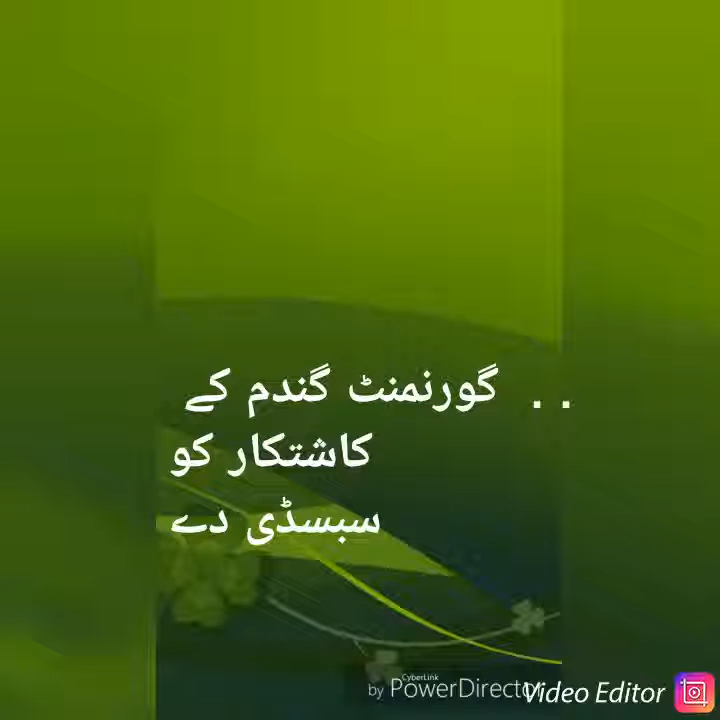 . . گورنمنٹ گندم کے
کاشتکار کو
سبسڈی دے
CyberLink
by PowerDirector
Video Editor